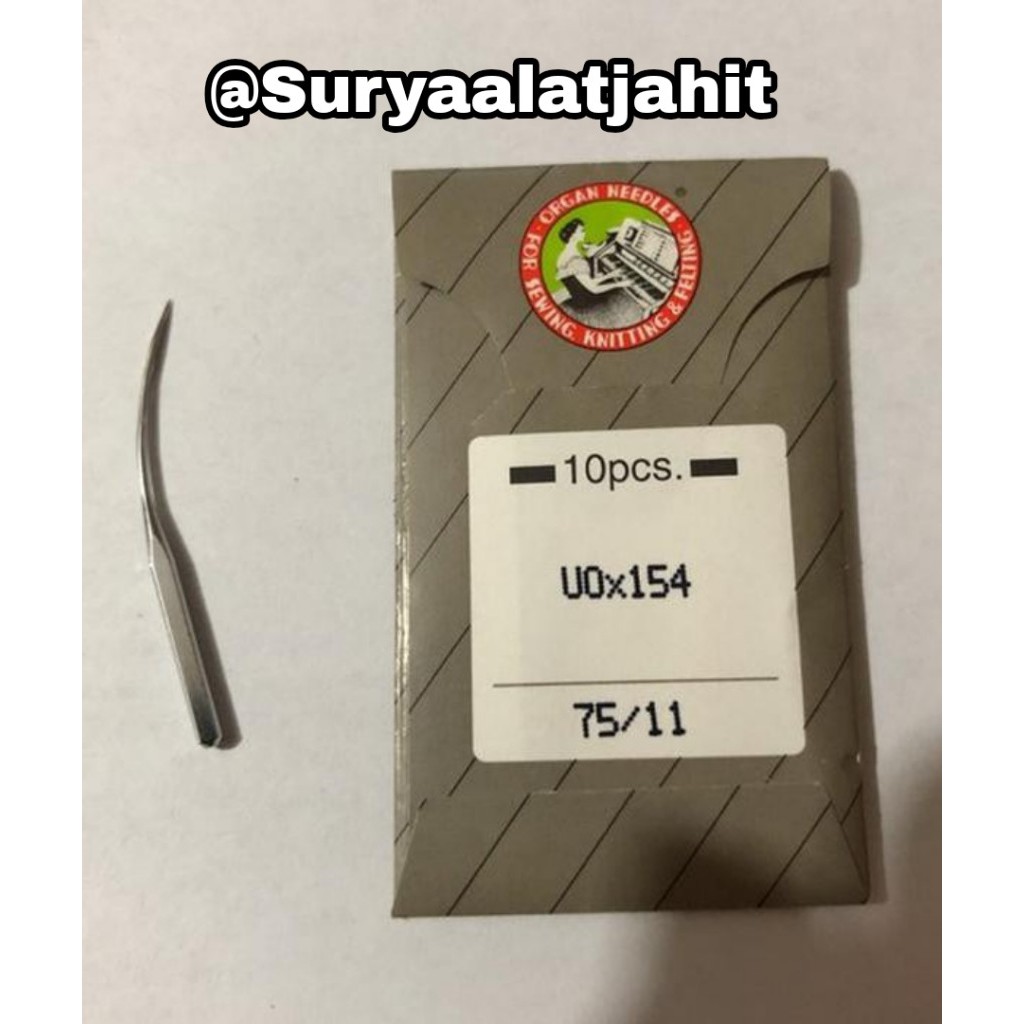 @Suryaalatjahit
ORGAN NEEDLES ®
FOR SEWING, KNITTING & FELTING
10pcs.
UOx154
75/11